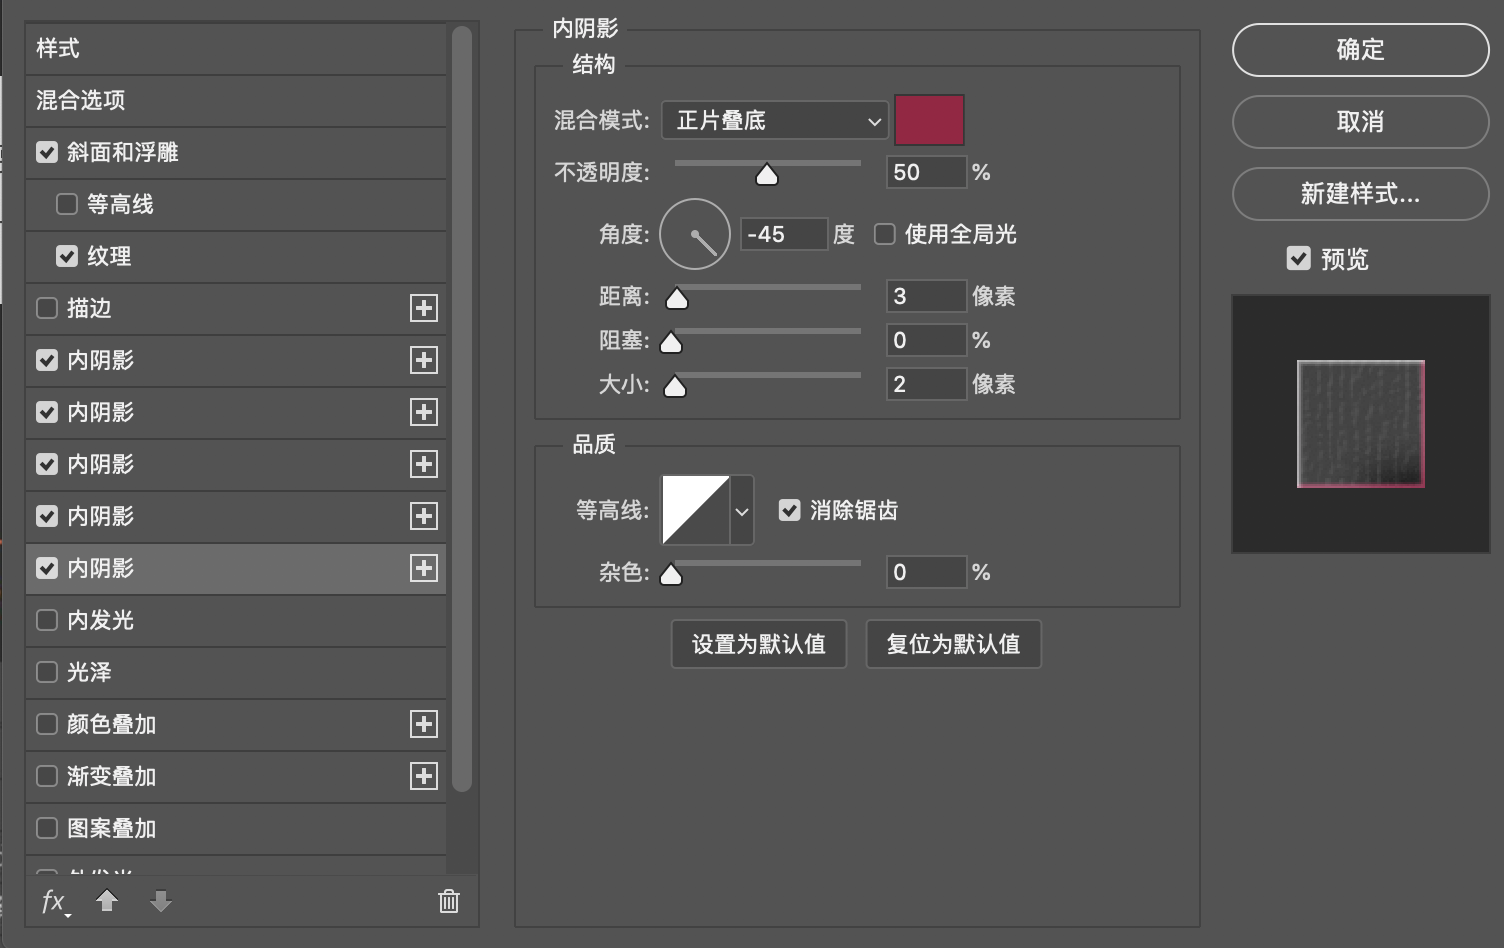 样式
混合选项
斜面和浮雕
等高线
纹理
描边
内阴影
内阴影
内阴影
内阴影
内阴影
内发光
光泽
颜色叠加
渐变叠加
图案叠加
fx
内阴影
结构
混合模式: 正片叠底
不透明度: 50 %
角度: -45 度 使用全局光
距离: 3 像素
阻塞: 0 %
大小: 2 像素
品质
等高线: 消除锯齿
杂色: 0 %
设置为默认值 复位为默认值
确定
取消
新建样式...
预览